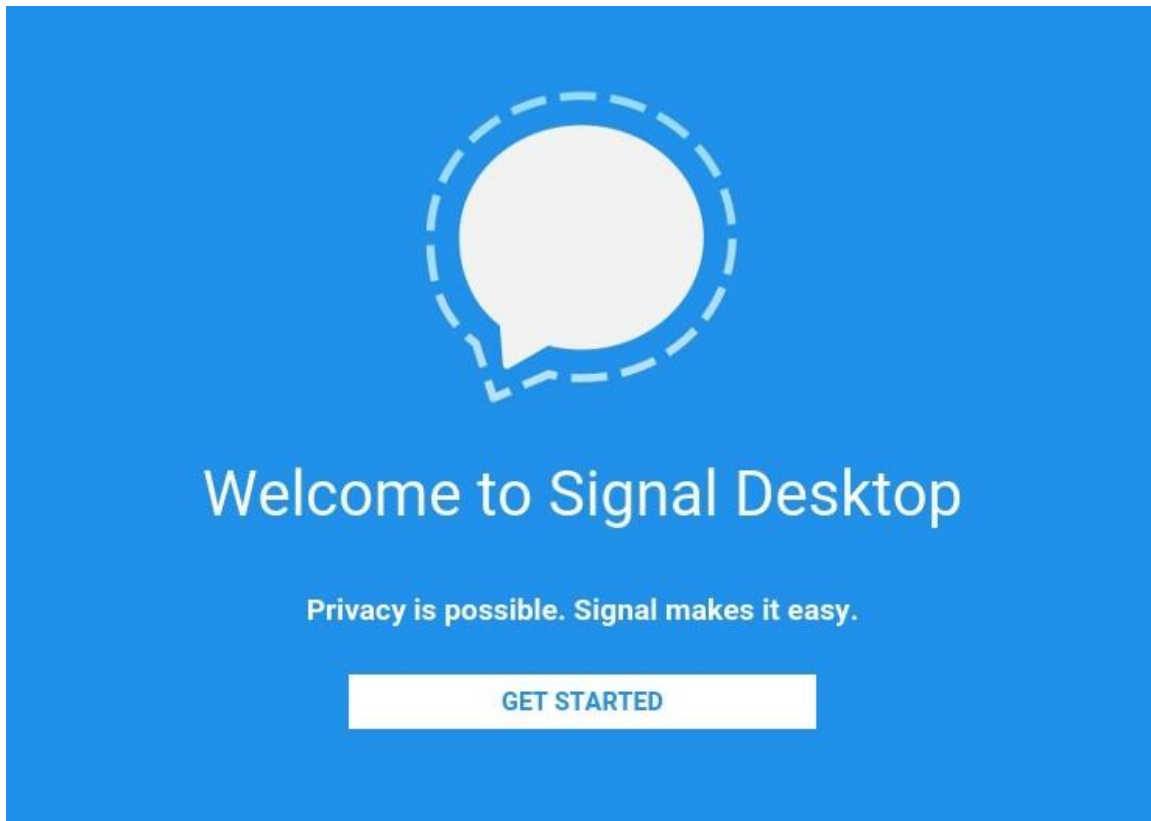 Welcome to Signal Desktop
Privacy is possible. Signal makes it easy.
GET STARTED